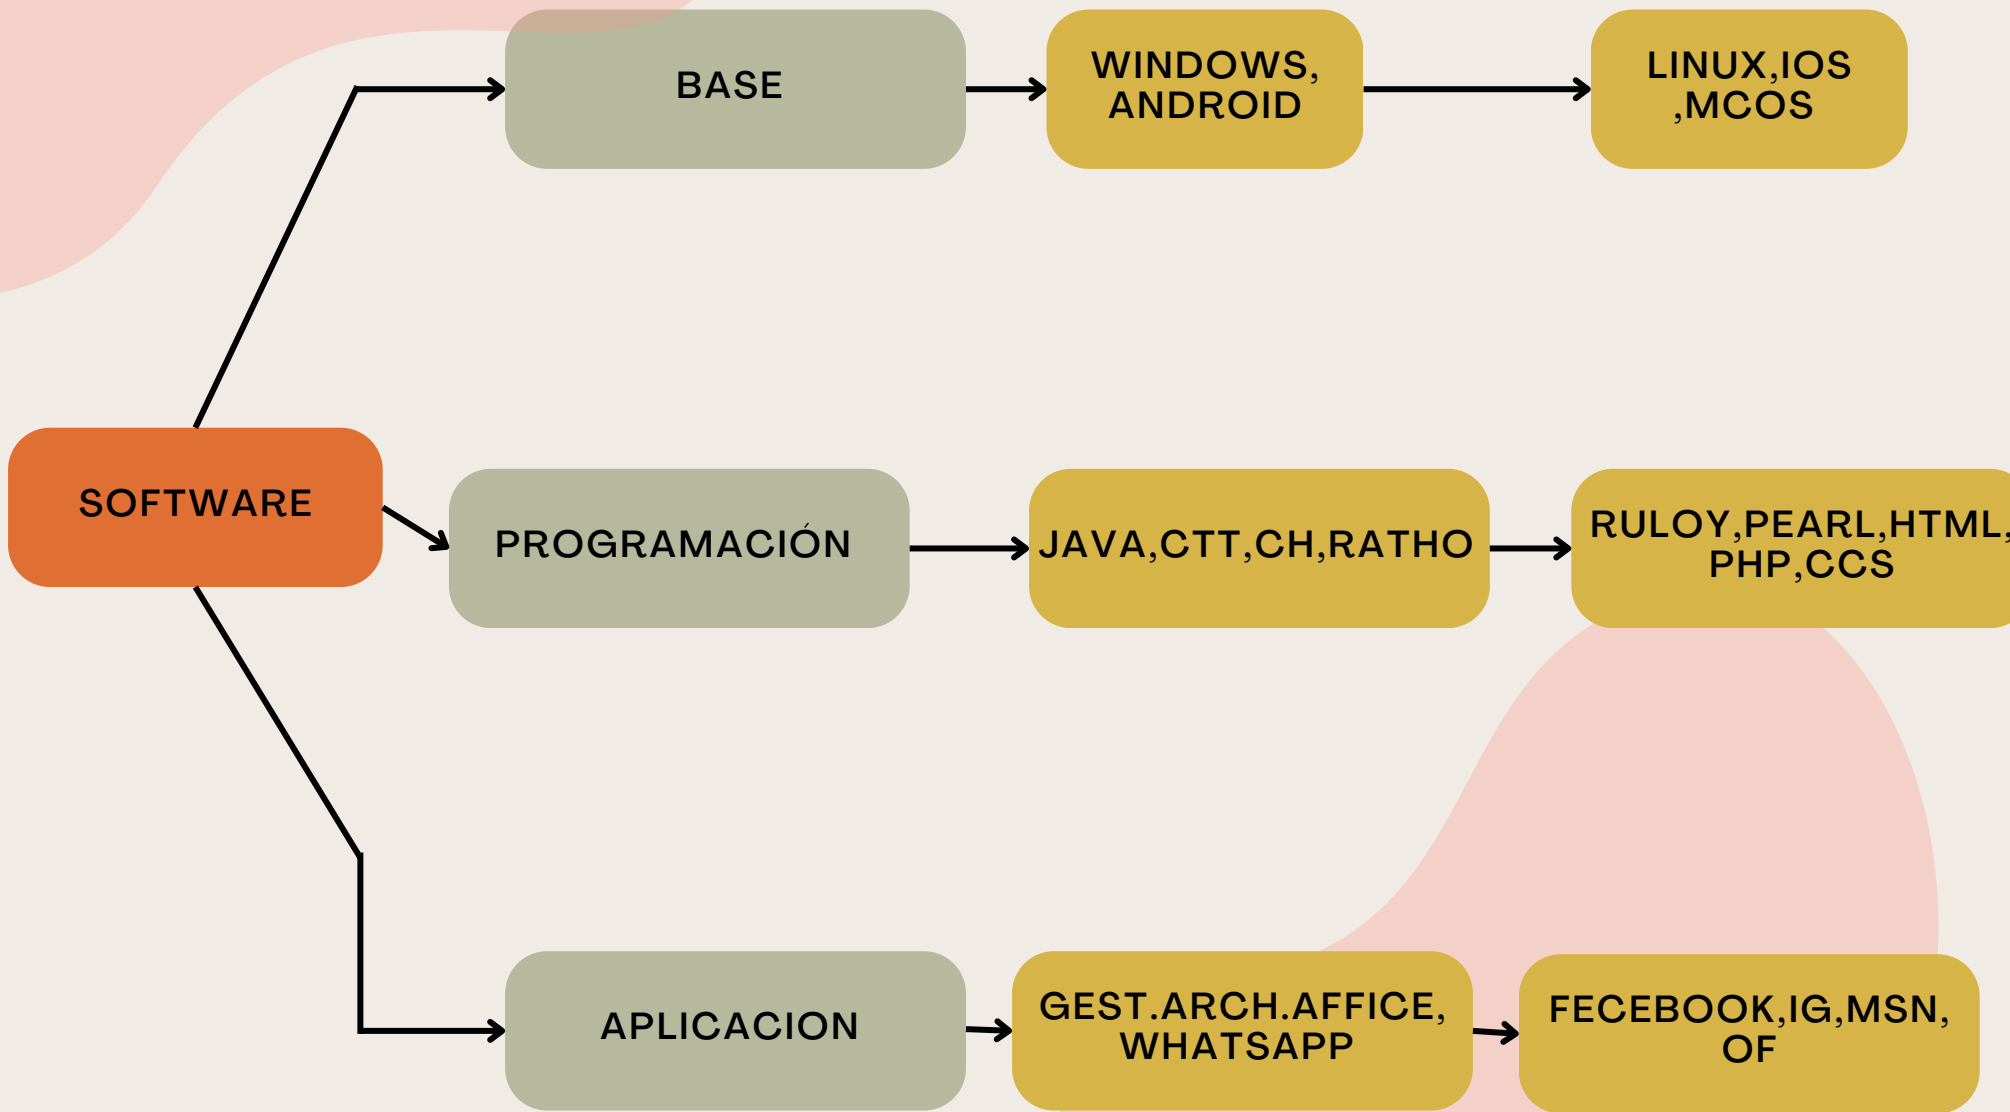 BASE
WINDOWS,
ANDROID
LINUX,IOS
,MCOS
SOFTWARE
PROGRAMACIÓN
JAVA,CTT,CH,RATHO
RULOY,PEARL,HTML,
PHP,CCS
APLICACION
GEST.ARCH.AFFICE,
WHATSAPP
FECEBOOK,IG,MSN,
OF